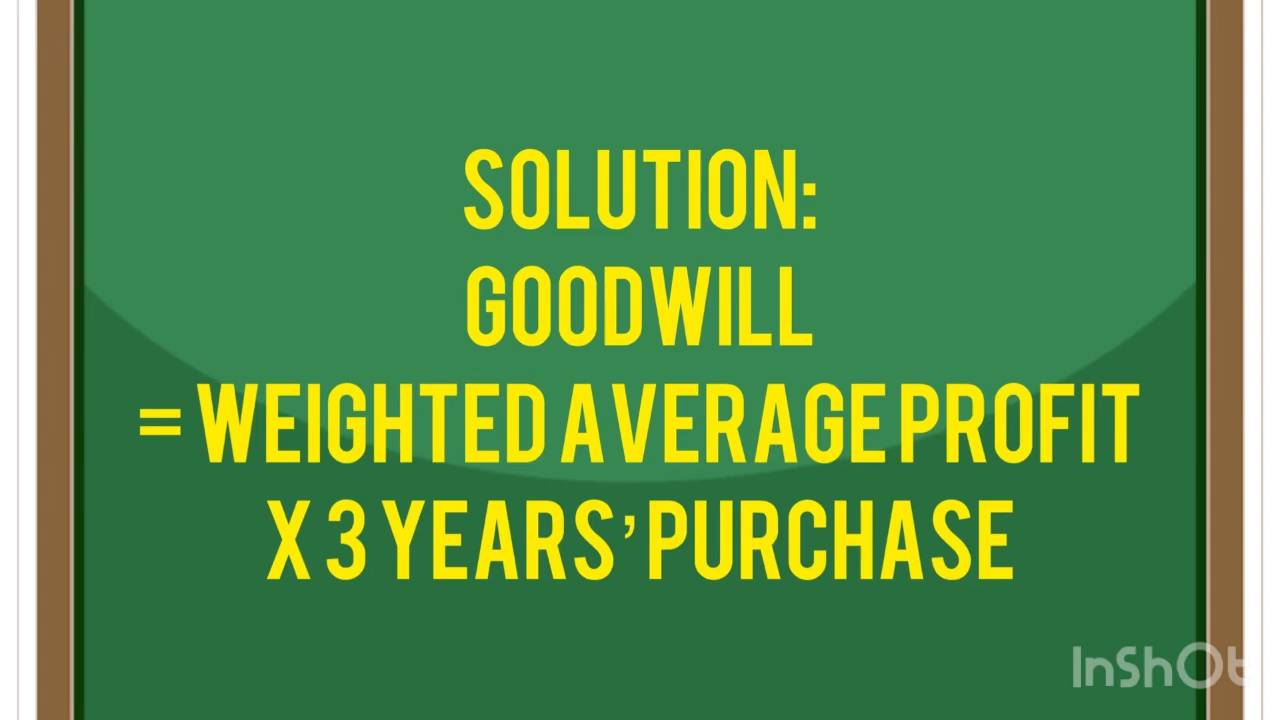 SOLUTION:
GOODWILL
= WEIGHTED AVERAGE PROFIT
X 3 YEARS' PURCHASE
InShOt